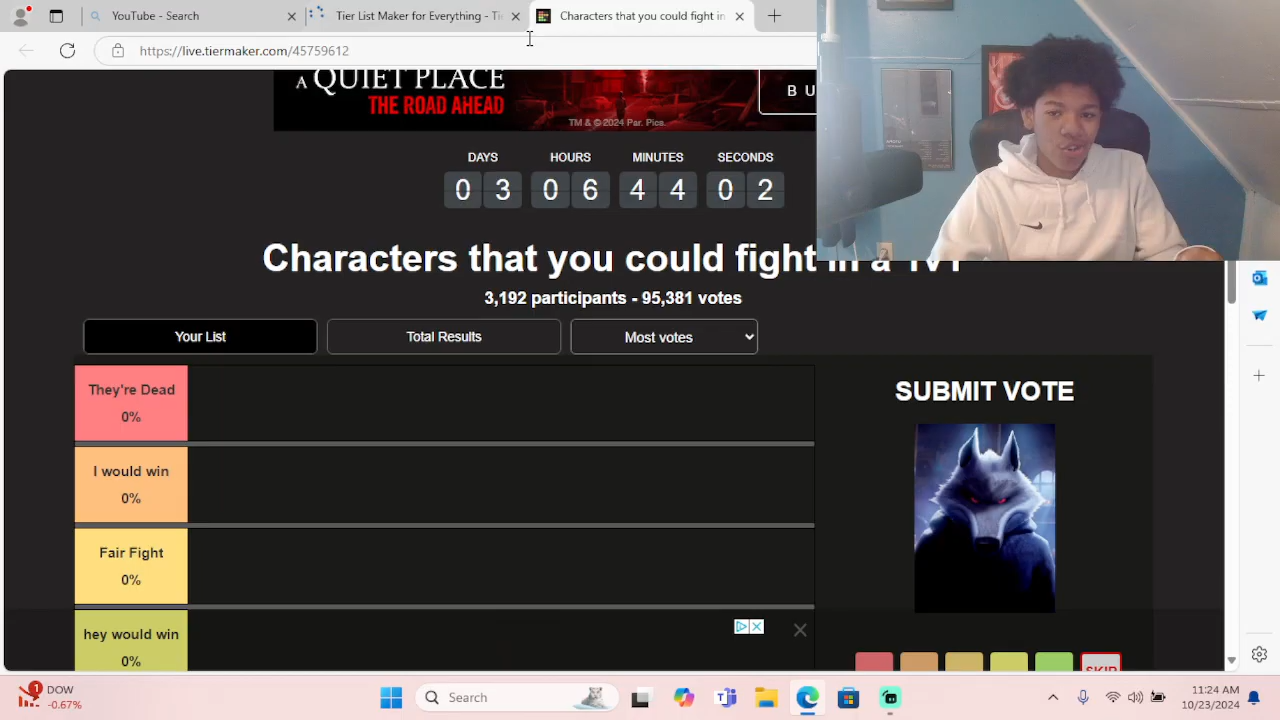 YouTube - Search
Tier List Maker for Everything - Tie
Characters that you could fight in
https://live.tiermaker.com/45759612
A QUIET PLACE
THE ROAD AHEAD
TM & © 2024 Par. Pics.
B U
DAYS HOURS MINUTES SECONDS
0 3 0 6 4 4 0 2
Characters that you could fight in a 1v1
3,192 participants - 95,381 votes
Your List
Total Results
Most votes
They're Dead
0%
I would win
0%
Fair Fight
0%
hey would win
0%
SUBMIT VOTE
SKIP
1
DOW
-0.67%
Search
11:24 AM
10/23/2024